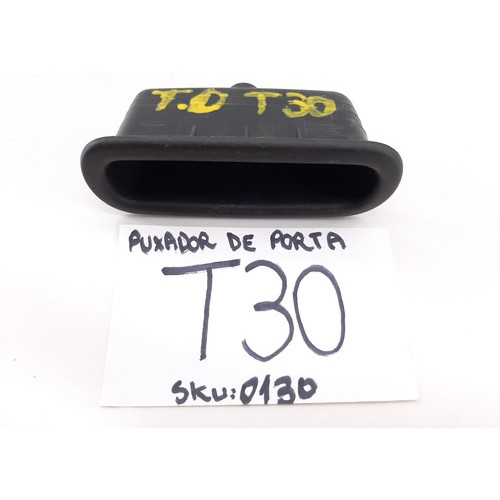 T.D T30
PUXADOR DE PORTA
T30
SKU:0130